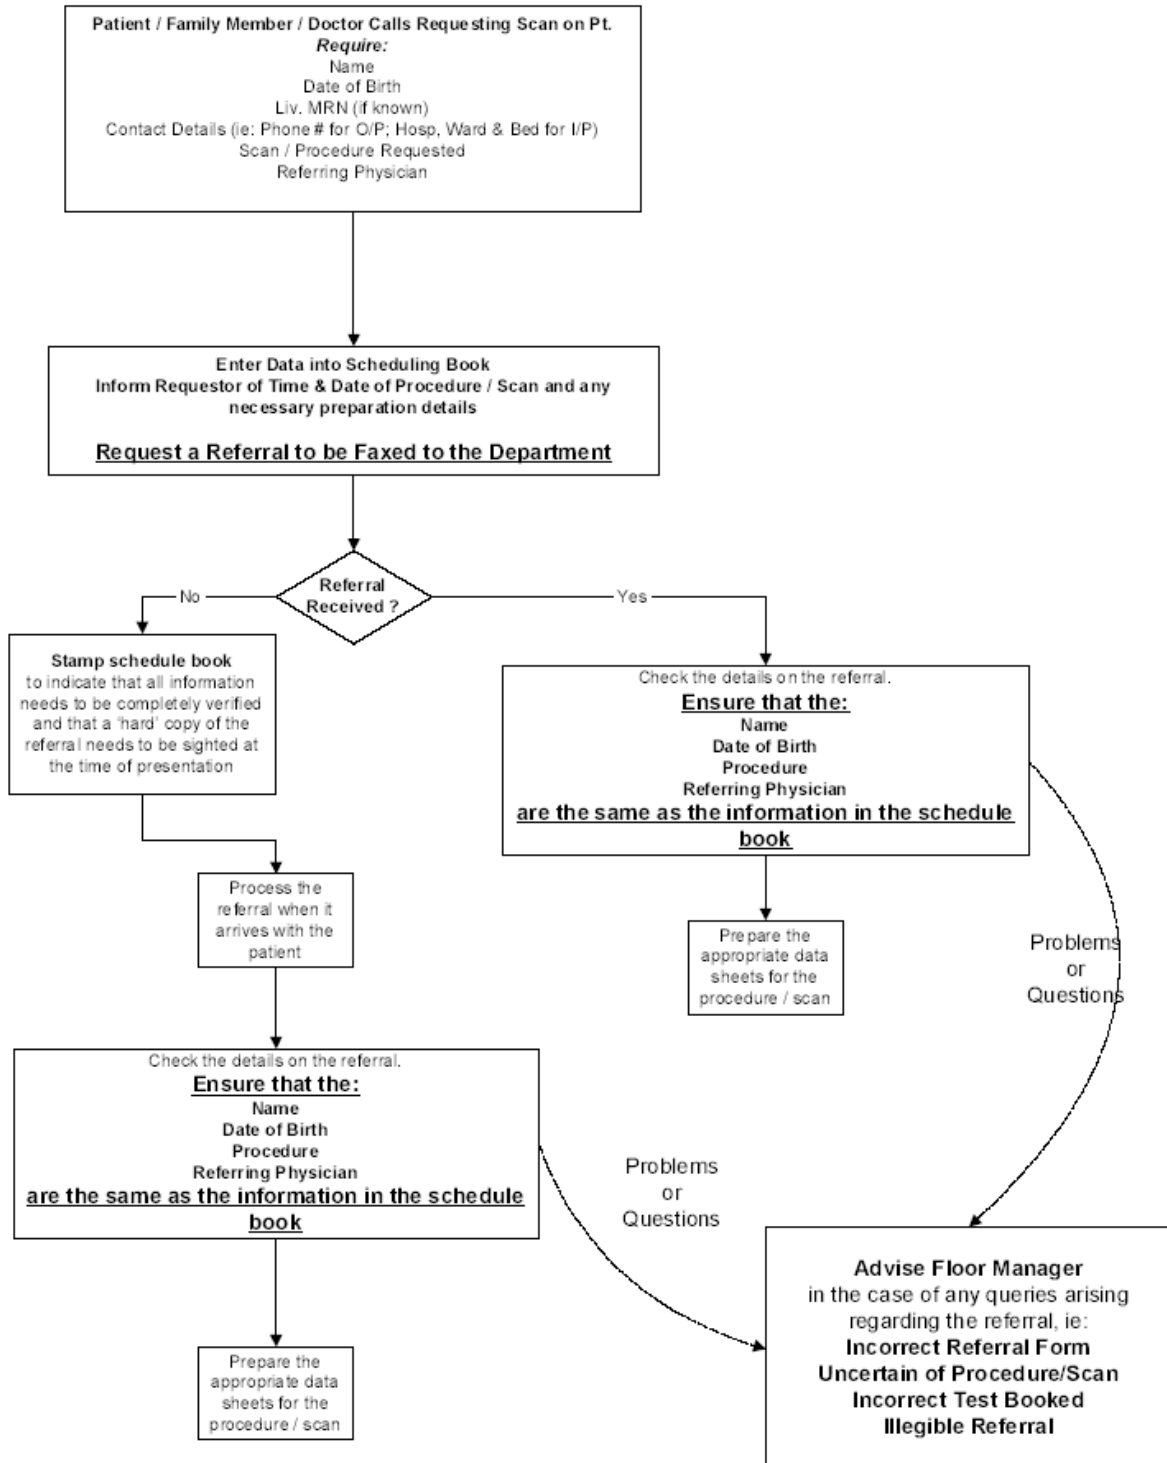 Patient / Family Member / Doctor Calls Requesting Scan on Pt.
Require:
Name
Date of Birth
Liv. MRN (if known)
Contact Details (ie: Phone # for O/P; Hosp, Ward & Bed for I/P)
Scan / Procedure Requested
Referring Physician
Enter Data into Scheduling Book
Inform Requestor of Time & Date of Procedure / Scan and any
necessary preparation details
Request a Referral to be Faxed to the Department
Referral
Received ?
No
Yes
Stamp schedule book
to indicate that all information
needs to be completely verified
and that a 'hard' copy of the
referral needs to be sighted at
the time of presentation
Check the details on the referral.
Ensure that the:
Name
Date of Birth
Procedure
Referring Physician
are the same as the information in the schedule
book
Process the
referral when it
arrives with the
patient
Prepare the
appropriate data
sheets for the
procedure / scan
Problems
or
Questions
Check the details on the referral.
Ensure that the:
Name
Date of Birth
Procedure
Referring Physician
are the same as the information in the schedule
book
Problems
or
Questions
Advise Floor Manager
in the case of any queries arising
regarding the referral, ie:
Incorrect Referral Form
Uncertain of Procedure/Scan
Incorrect Test Booked
Illegible Referral
Prepare the
appropriate data
sheets for the
procedure / scan